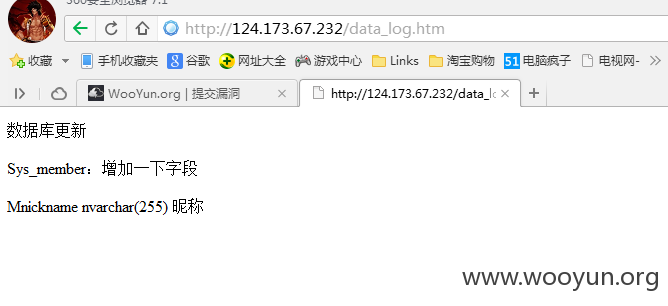 360安全浏览器 7.1
http://124.173.67.232/data_log.htm
收藏 手机收藏夹 谷歌 网址大全 游戏中心 Links 淘宝购物 51 电脑疯子 电视网-
WooYun.org | 提交漏洞 http://124.173.67.232/data_l
数据库更新
Sys_member：增加一下字段
Mnickname nvarchar(255) 昵称
www.wooyun.org